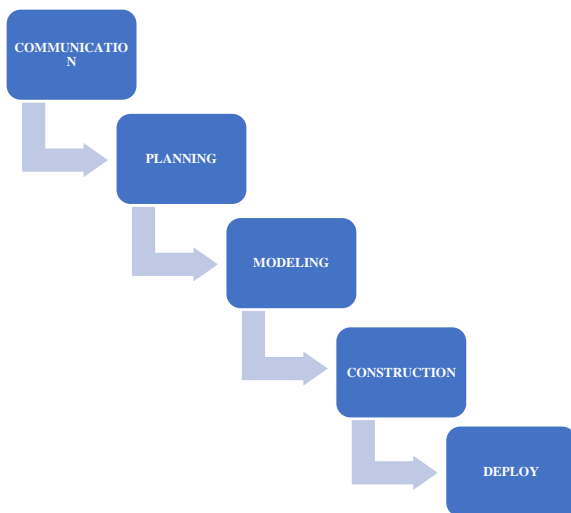 COMMUNICATIO
N
PLANNING
MODELING
CONSTRUCTION
DEPLOY